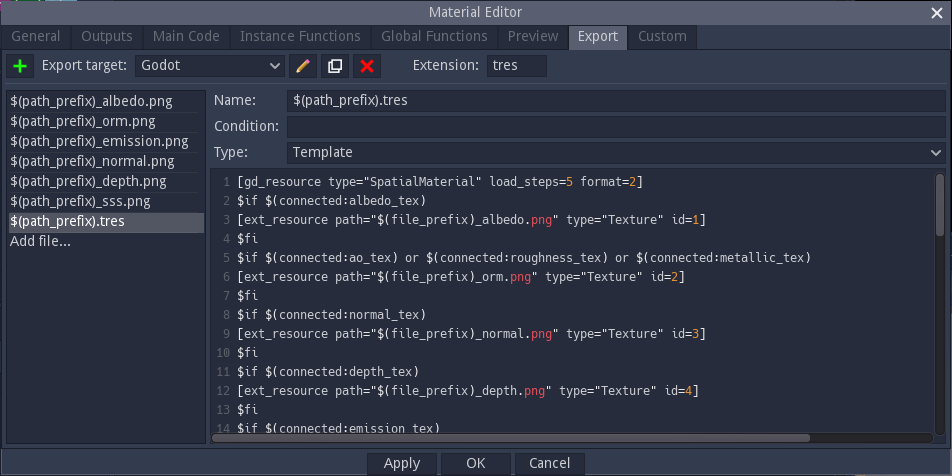 Material Editor
General Outputs Main Code Instance Functions Global Functions Preview Export Custom
Export target: Godot Extension: tres
$(path_prefix)_albedo.png
$(path_prefix)_orm.png
$(path_prefix)_emission.png
$(path_prefix)_normal.png
$(path_prefix)_depth.png
$(path_prefix)_sss.png
$(path_prefix).tres
Add file...
Name: $(path_prefix).tres
Condition:
Type: Template
1 [gd_resource type="SpatialMaterial" load_steps=5 format=2]
2 $if $(connected:albedo_tex)
3 [ext_resource path="$(file_prefix)_albedo.png" type="Texture" id=1]
4 $fi
5 $if $(connected:ao_tex) or $(connected:roughness_tex) or $(connected:metallic_tex)
6 [ext_resource path="$(file_prefix)_orm.png" type="Texture" id=2]
7 $fi
8 $if $(connected:normal_tex)
9 [ext_resource path="$(file_prefix)_normal.png" type="Texture" id=3]
10 $fi
11 $if $(connected:depth_tex)
12 [ext_resource path="$(file_prefix)_depth.png" type="Texture" id=4]
13 $fi
14 $if $(connected:emission_tex)
Apply OK Cancel